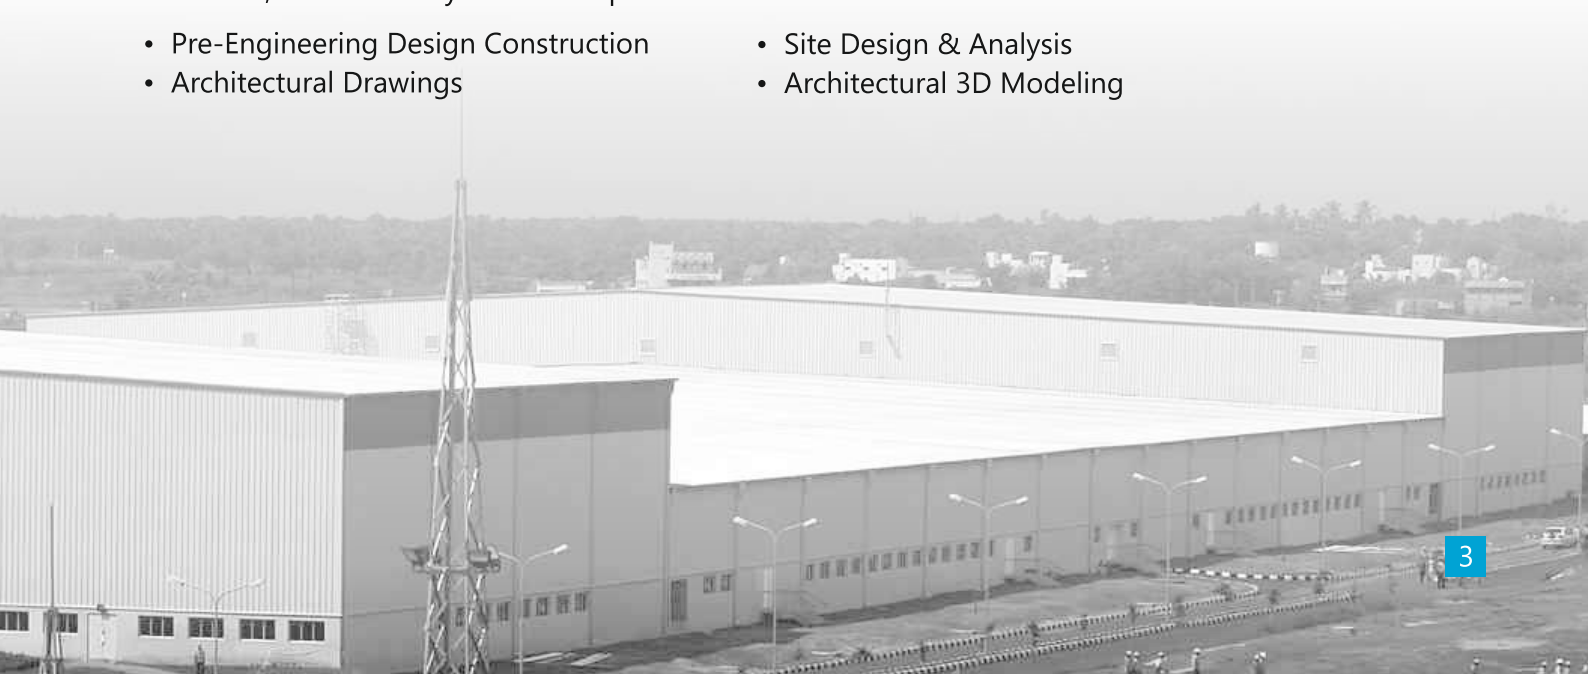 • Pre-Engineering Design Construction
• Architectural Drawings
• Site Design & Analysis
• Architectural 3D Modeling
3